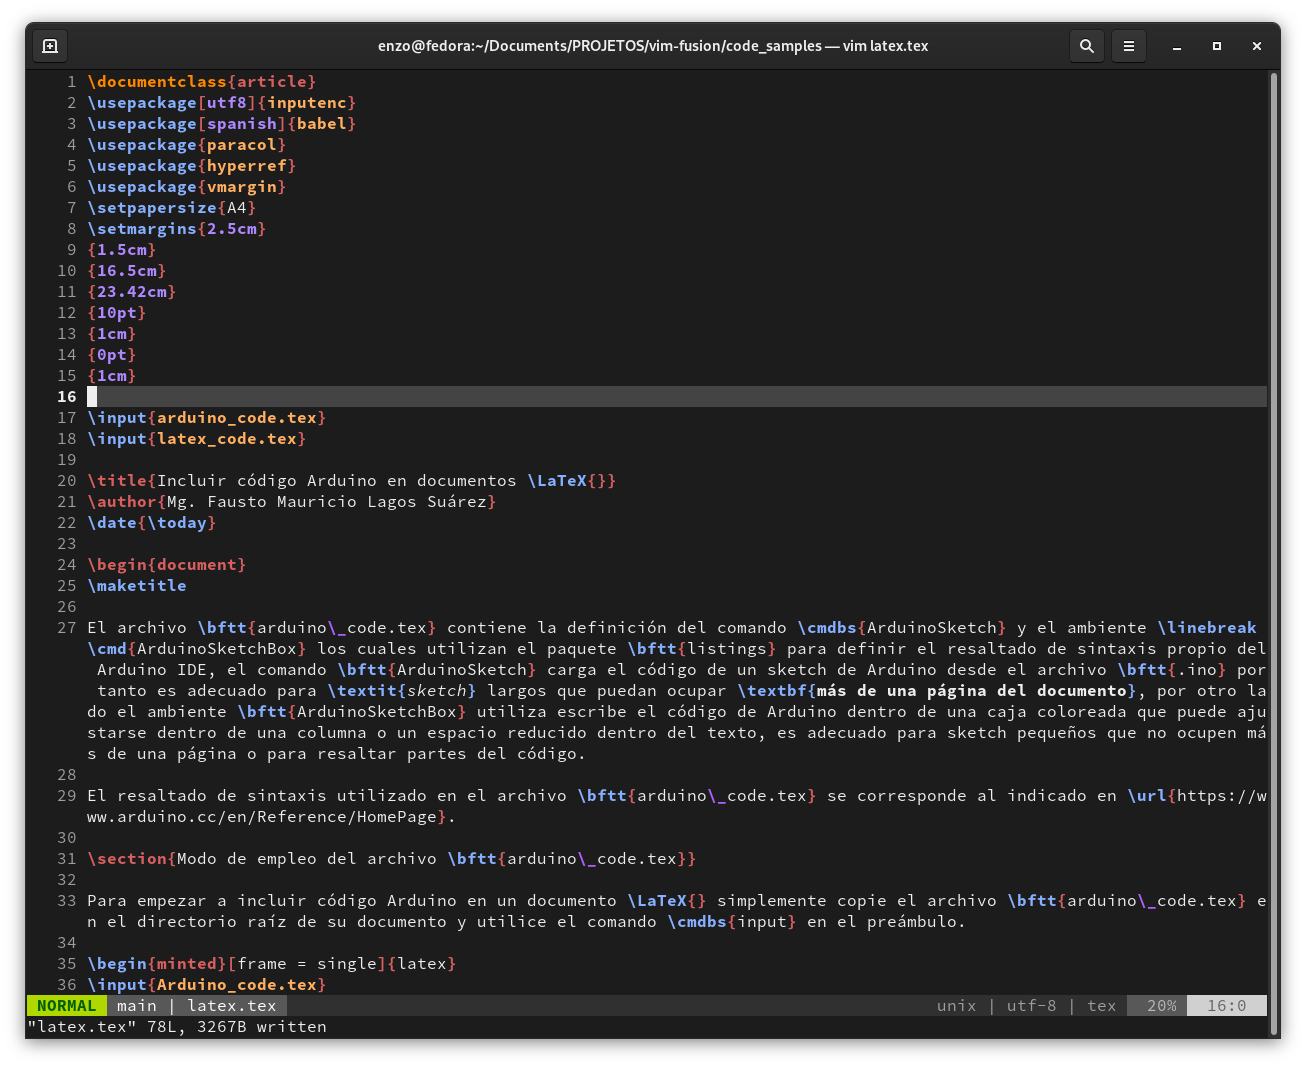 enzo@fedora:~/Documents/PROJETOS/vim-fusion/code_samples — vim latex.tex
1 \documentclass{article}
2 \usepackage[utf8]{inputenc}
3 \usepackage[spanish]{babel}
4 \usepackage{paracol}
5 \usepackage{hyperref}
6 \usepackage{vmargin}
7 \setpapersize{A4}
8 \setmargins{2.5cm}
9 {1.5cm}
10 {16.5cm}
11 {23.42cm}
12 {10pt}
13 {1cm}
14 {0pt}
15 {1cm}
16
17 \input{arduino_code.tex}
18 \input{latex_code.tex}
19
20 \title{Incluir código Arduino en documentos \LaTeX{}}
21 \author{Mg. Fausto Mauricio Lagos Suárez}
22 \date{\today}
23
24 \begin{document}
25 \maketitle
26
27 El archivo \bftt{arduino\_code.tex} contiene la definición del comando \cmdbs{ArduinoSketch} y el ambiente \linebreak
\cmd{ArduinoSketchBox} los cuales utilizan el paquete \bftt{listings} para definir el resaltado de sintaxis propio del
Arduino IDE, el comando \bftt{ArduinoSketch} carga el código de un sketch de Arduino desde el archivo \bftt{.ino} por
tanto es adecuado para \textit{sketch} largos que puedan ocupar \textbf{más de una página del documento}, por otro la
do el ambiente \bftt{ArduinoSketchBox} utiliza escribe el código de Arduino dentro de una caja coloreada que puede aju
starse dentro de una columna o un espacio reducido dentro del texto, es adecuado para sketch pequeños que no ocupen má
s de una página o para resaltar partes del código.
28
29 El resaltado de sintaxis utilizado en el archivo \bftt{arduino\_code.tex} se corresponde al indicado en \url{https://w
ww.arduino.cc/en/Reference/HomePage}.
30
31 \section{Modo de empleo del archivo \bftt{arduino\_code.tex}}
32
33 Para empezar a incluir código Arduino en un documento \LaTeX{} simplemente copie el archivo \bftt{arduino\_code.tex} e
n el directorio raíz de su documento y utilice el comando \cmdbs{input} en el preámbulo.
34
35 \begin{minted}[frame = single]{latex}
36 \input{Arduino_code.tex}
NORMAL main | latex.tex unix | utf-8 | tex 20% 16:0
"latex.tex" 78L, 3267B written